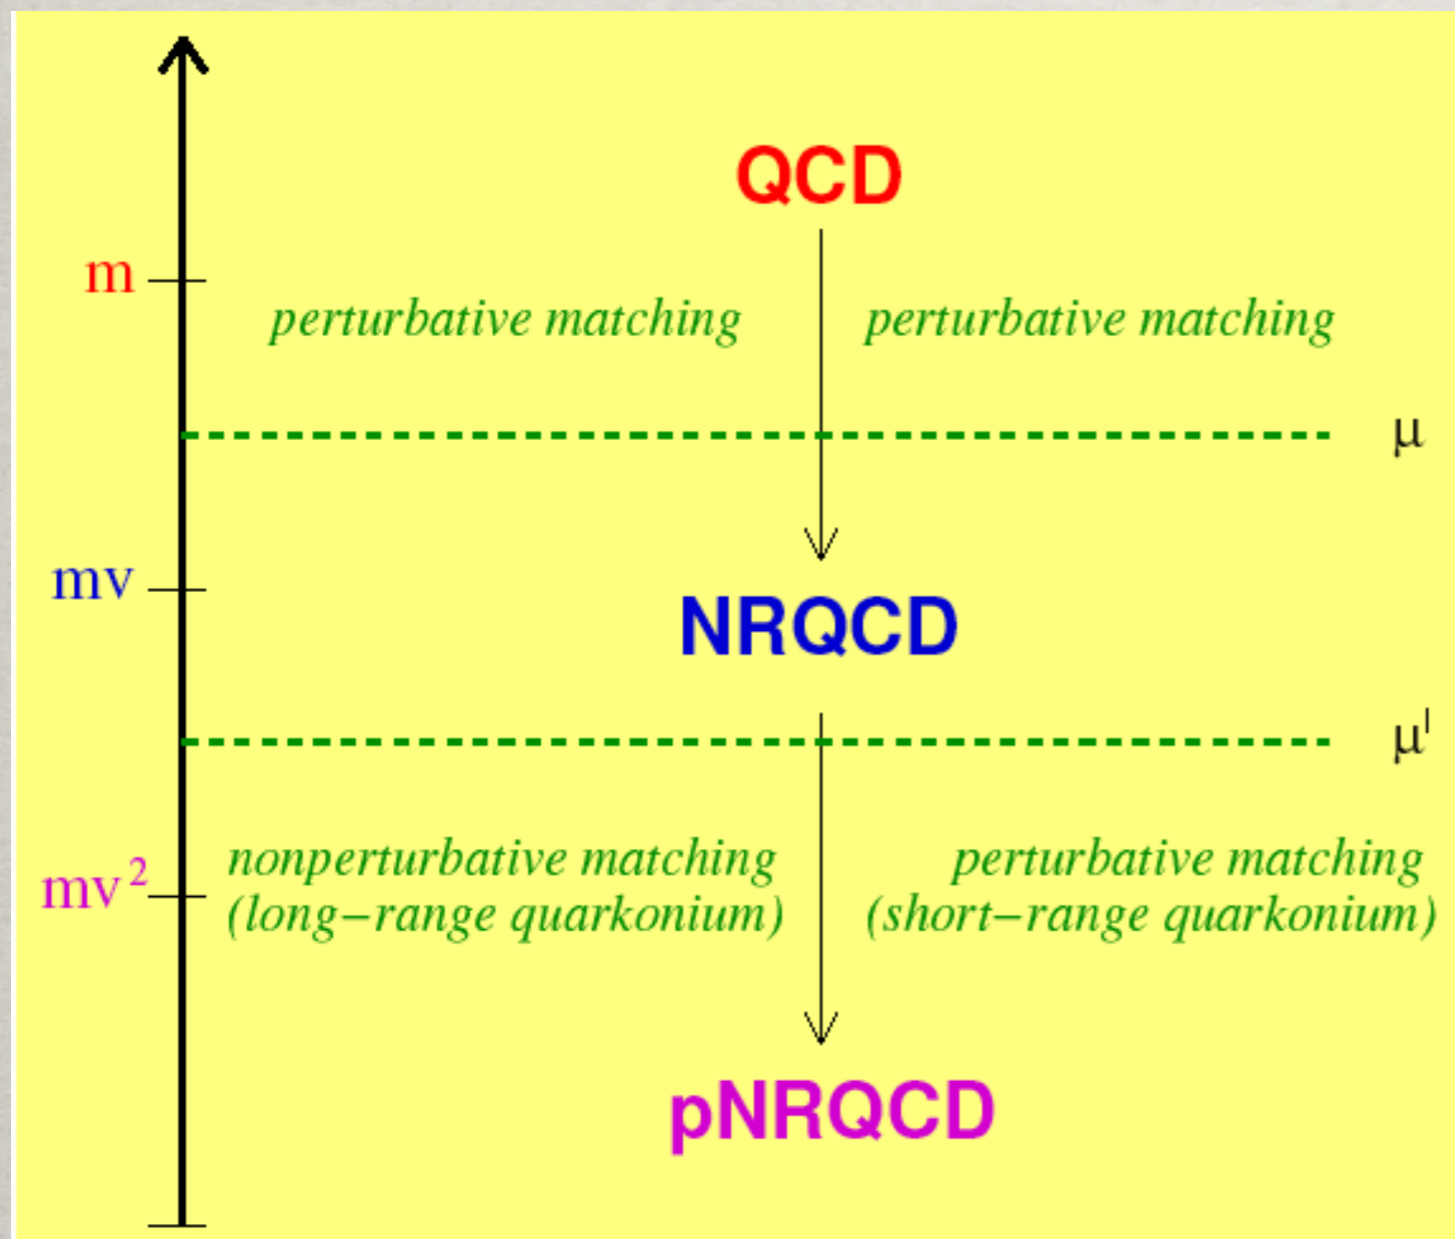 QCD
m
perturbative matching perturbative matching
μ
mv
NRQCD
μ'
nonperturbative matching perturbative matching
mv²
(long–range quarkonium) (short–range quarkonium)
pNRQCD